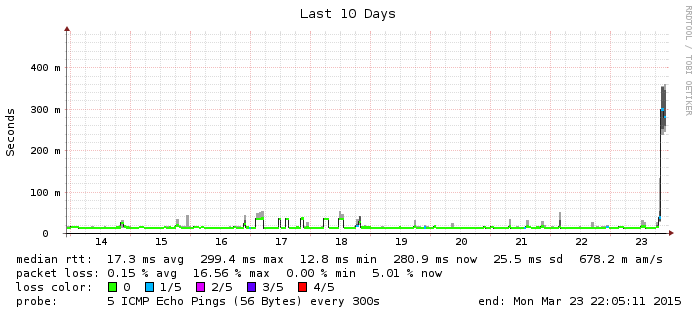 Last 10 Days
RRDTOOL / TOBI OETIKER
Seconds
400 m
300 m
200 m
100 m
0
14 15 16 17 18 19 20 21 22 23
median rtt: 17.3 ms avg 299.4 ms max 12.8 ms min 280.9 ms now 25.5 ms sd 678.2 m am/s
packet loss: 0.15 % avg 16.56 % max 0.00 % min 5.01 % now
loss color: 0 1/5 2/5 3/5 4/5
probe: 5 ICMP Echo Pings (56 Bytes) every 300s end: Mon Mar 23 22:05:11 2015